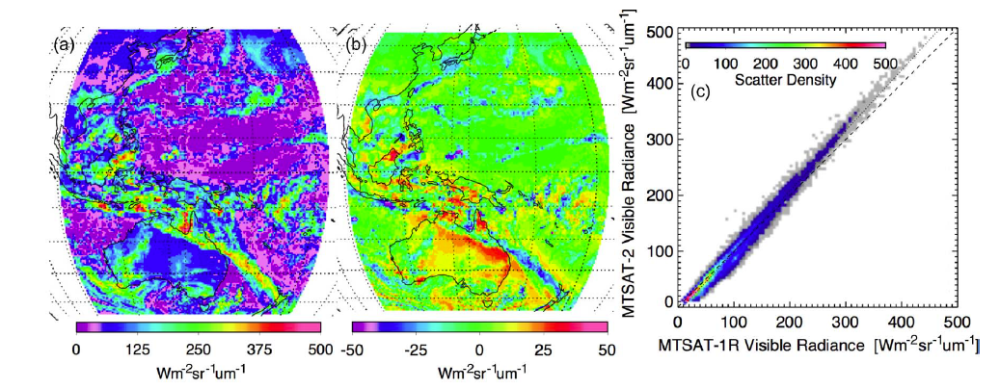 (a)
0 125 250 375 500
Wm-2sr-1um-1
(b)
-50 -25 0 25 50
Wm-2sr-1um-1
MTSAT-2 Visible Radiance [Wm-2sr-1um-1]
500
400
300
200
100
0
0 100 200 300 400 500
Scatter Density
(c)
0 100 200 300 400 500
MTSAT-1R Visible Radiance [Wm-2sr-1um-1]